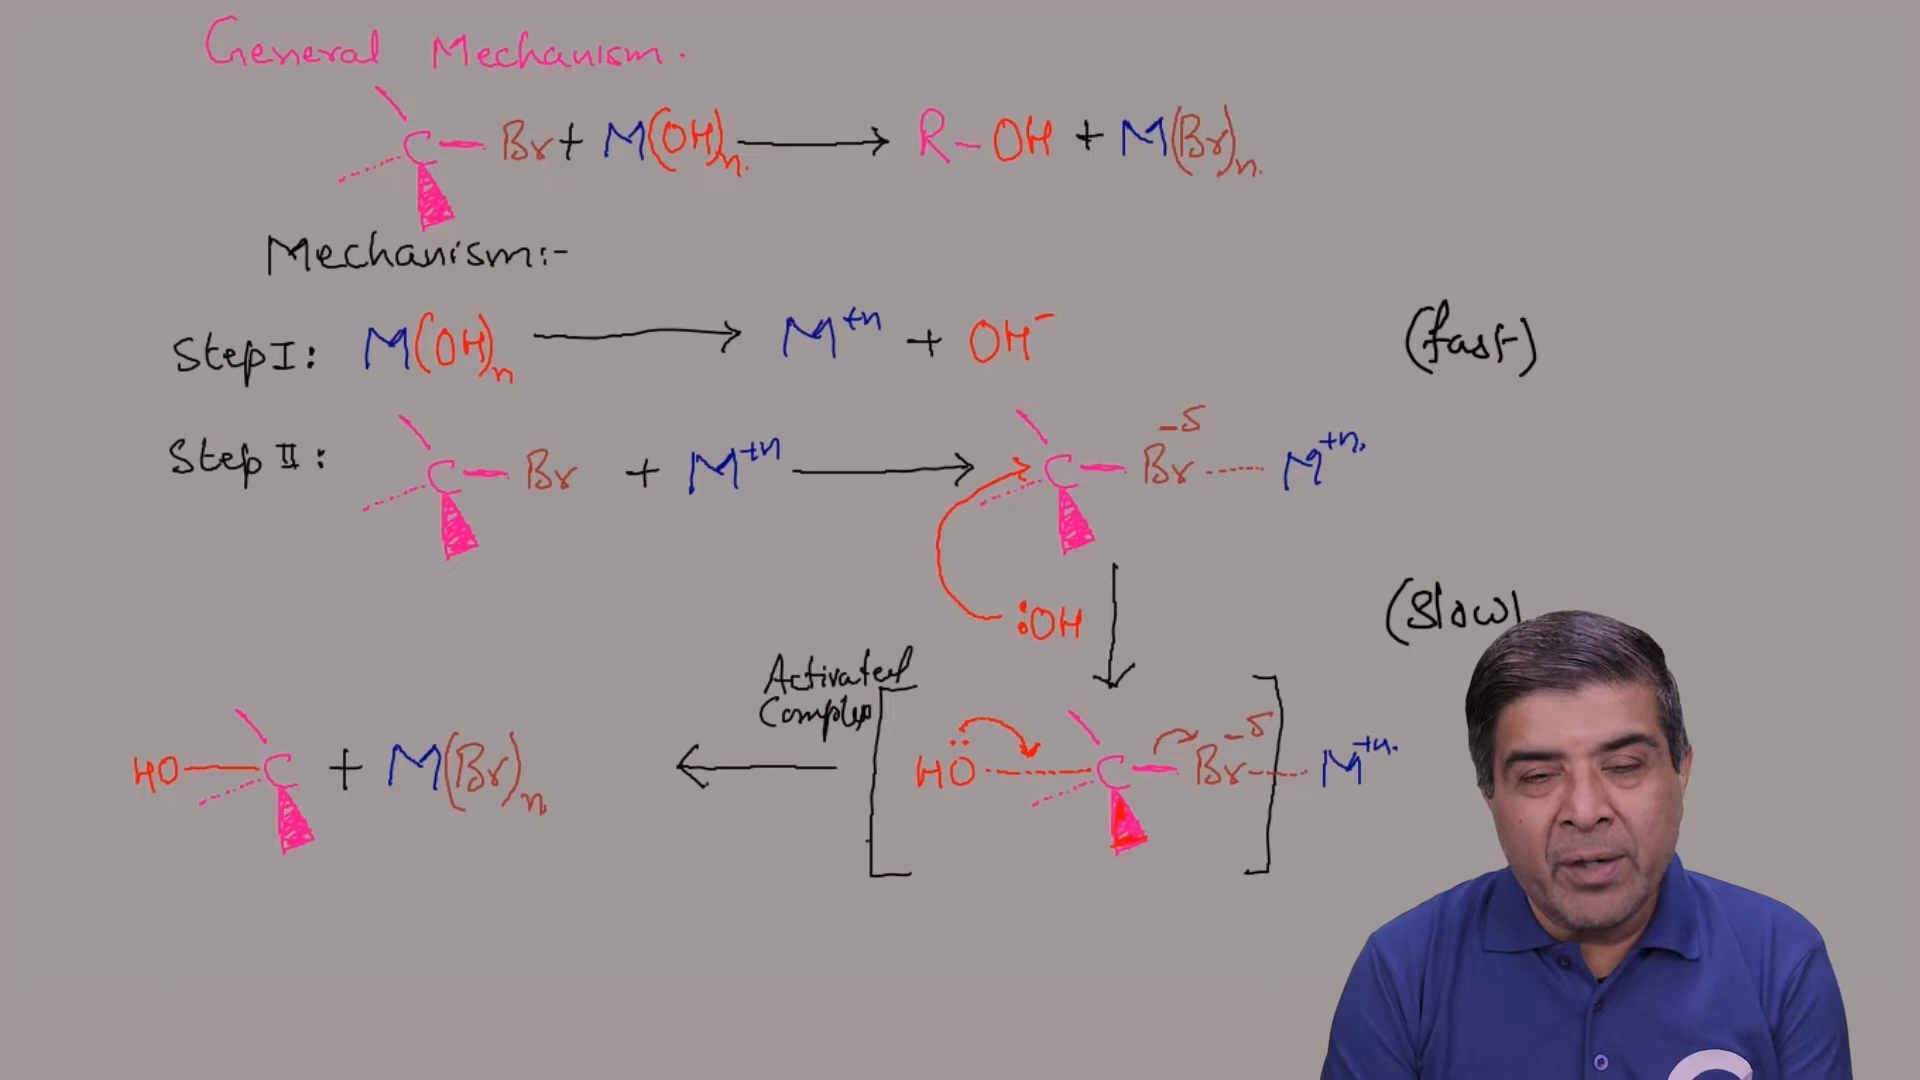 General Mechanism.
C - Br + M(OH)n. → R - OH + M(Br)n.
Mechanism:-
Step I: M(OH)n → M+n + OH- (fast)
Step II: C - Br + M+n → C - Br-δ ------ M+n.
:OH
(Slow)
Activated
Complex
HO - C + M(Br)n. ← [HO ------ C - Br-δ] ------ M+n.